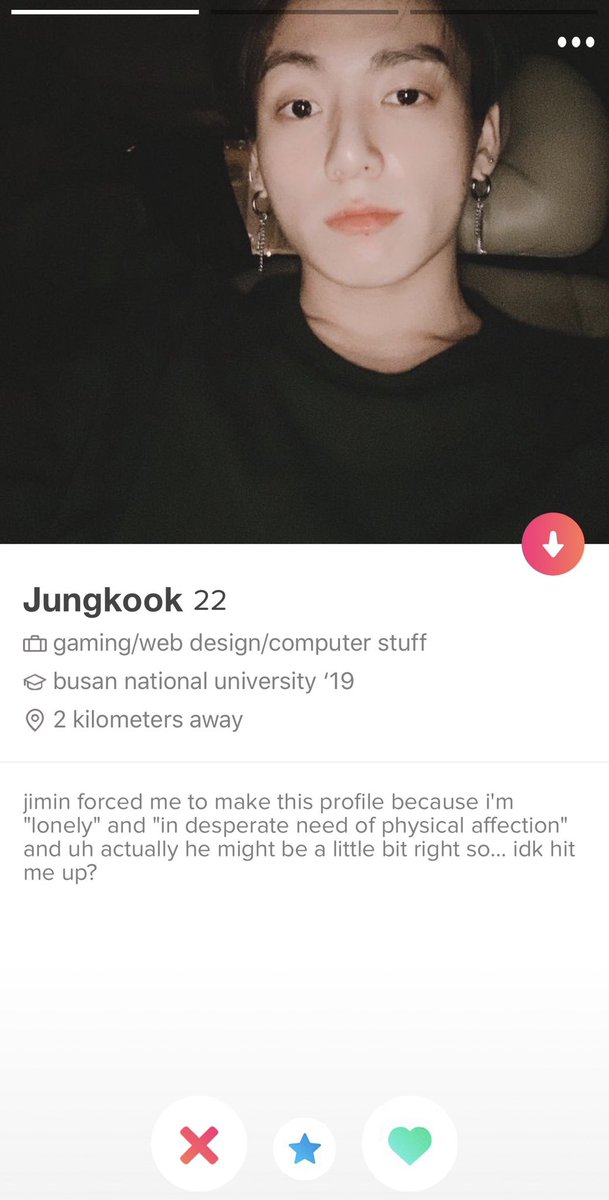 Jungkook 22
gaming/web design/computer stuff
busan national university ‘19
2 kilometers away
jimin forced me to make this profile because i'm
"lonely" and "in desperate need of physical affection"
and uh actually he might be a little bit right so... idk hit
me up?